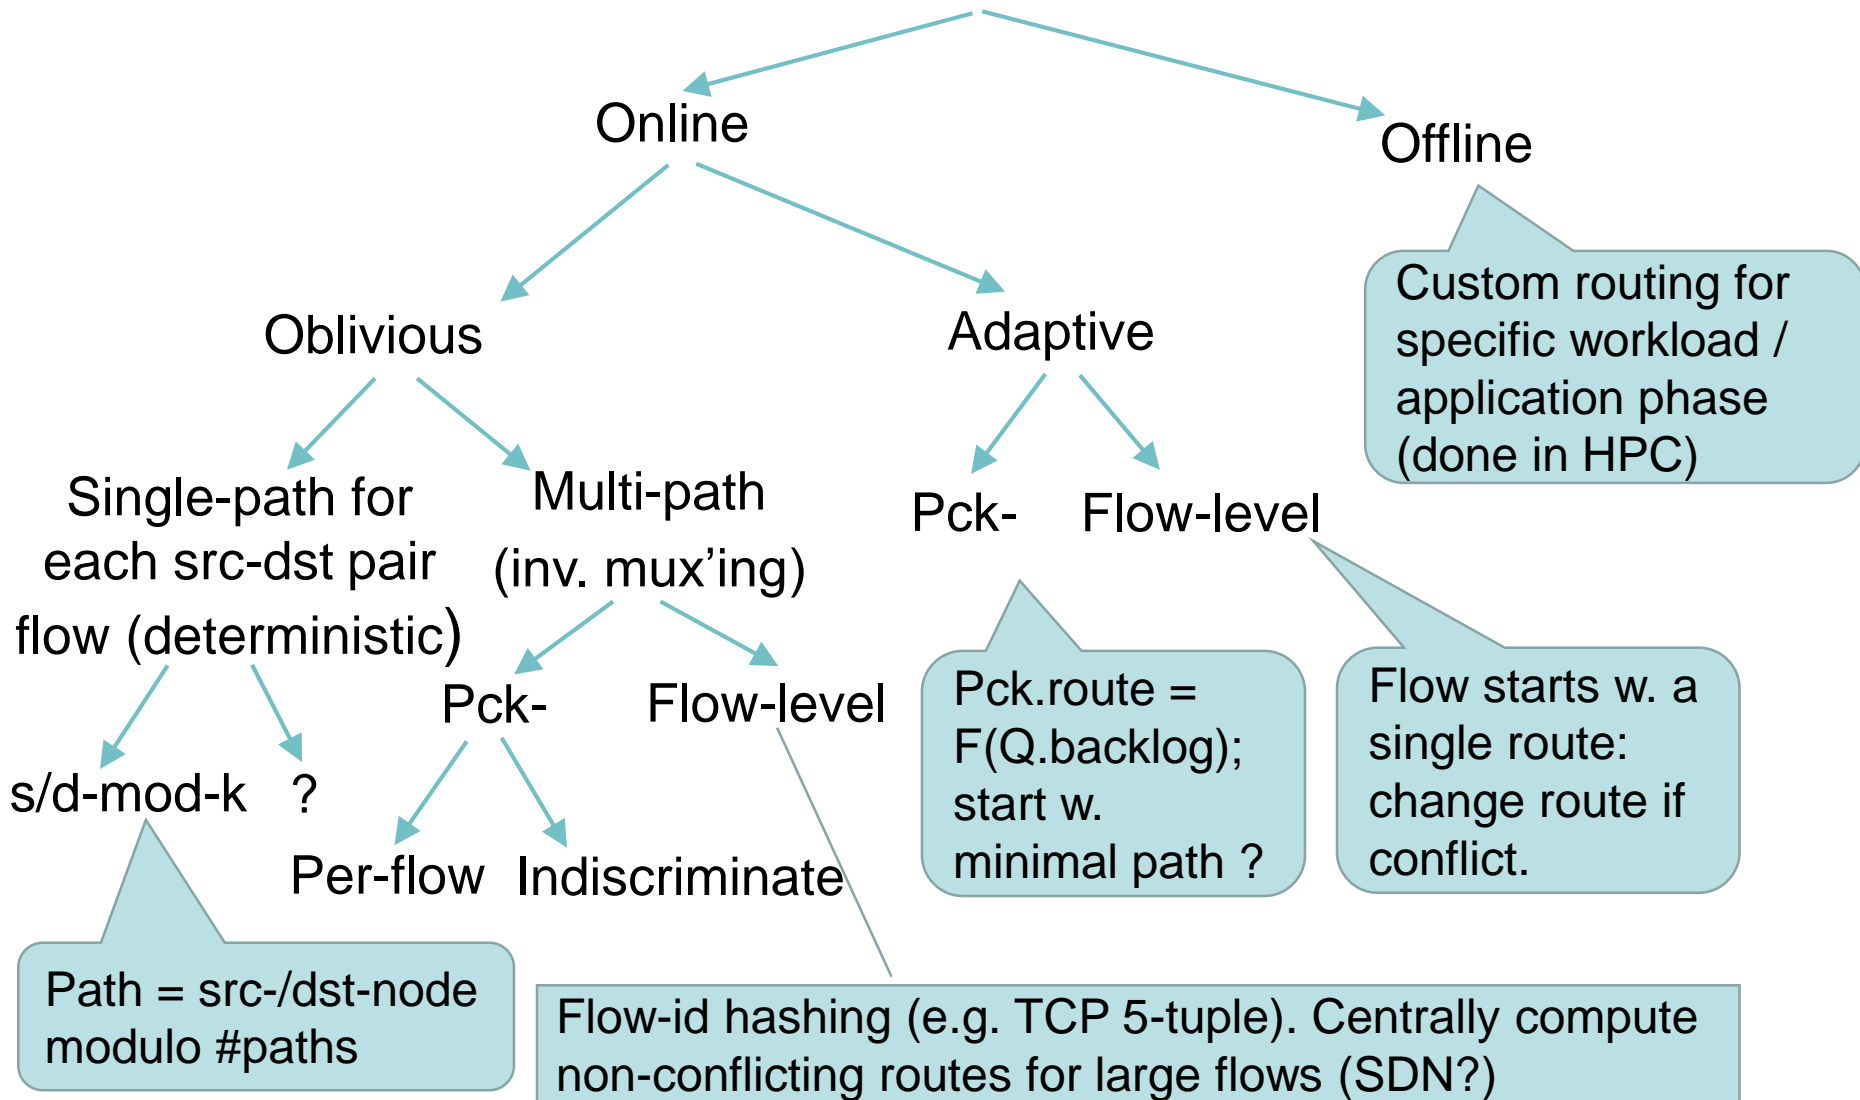 Online
Offline
Custom routing for
specific workload /
application phase
(done in HPC)
Oblivious
Adaptive
Single-path for
each src-dst pair
flow (deterministic)
Multi-path
(inv. mux’ing)
Pck-
Flow-level
Pck-
Flow-level
Pck.route =
F(Q.backlog);
start w.
minimal path ?
Flow starts w. a
single route:
change route if
conflict.
s/d-mod-k
?
Per-flow
Indiscriminate
Path = src-/dst-node
modulo #paths
Flow-id hashing (e.g. TCP 5-tuple). Centrally compute
non-conflicting routes for large flows (SDN?)